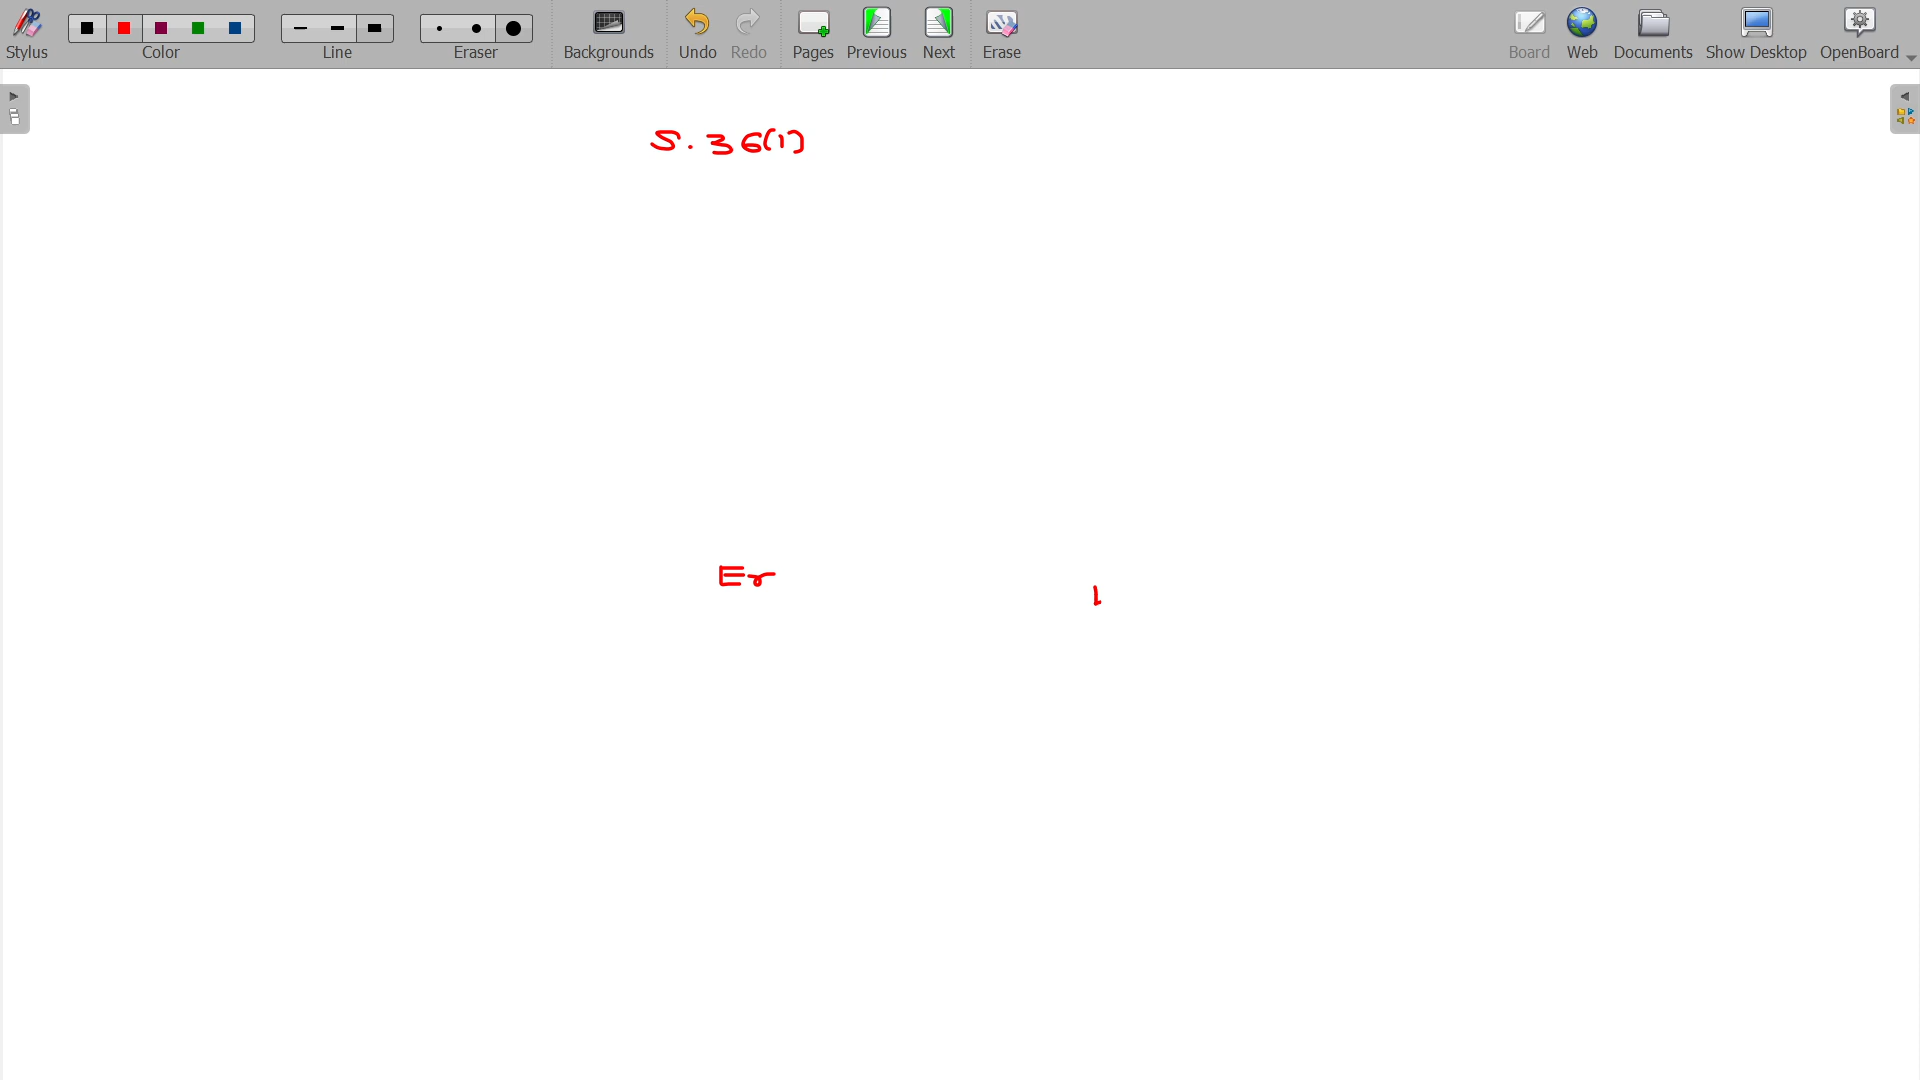 Stylus Color Line Eraser Backgrounds Undo Redo Pages Previous Next Erase Board Web Documents Show Desktop OpenBoard
S. 36(1)
Er